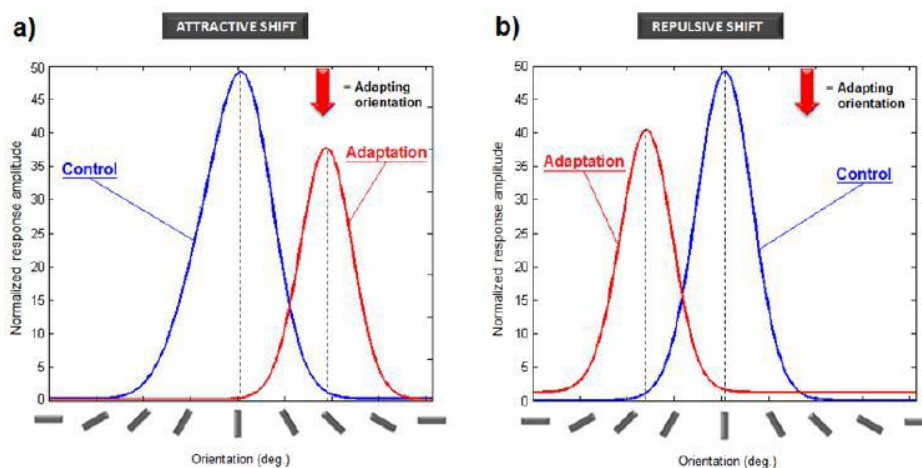 a)
ATTRACTIVE SHIFT
50
45
40
35
30
25
20
15
10
5
0
Normalized response amplitude
= Adapting
orientation
Control
Adaptation
Orientation (deg.)
b)
REPULSIVE SHIFT
50
45
40
35
30
25
20
15
10
5
0
Normalized response amplitude
= Adapting
orientation
Adaptation
Control
Orientation (deg.)